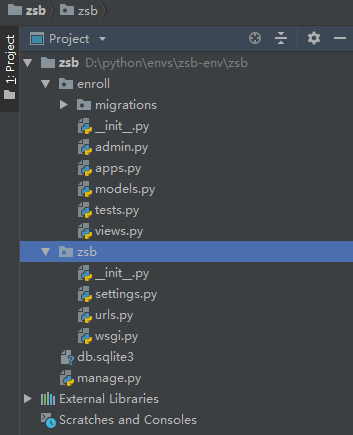 zsb zsb
1: Project
Project
zsb D:\python\envs\zsb-env\zsb
enroll
migrations
__init__.py
admin.py
apps.py
models.py
tests.py
views.py
zsb
__init__.py
settings.py
urls.py
wsgi.py
db.sqlite3
manage.py
External Libraries
Scratches and Consoles